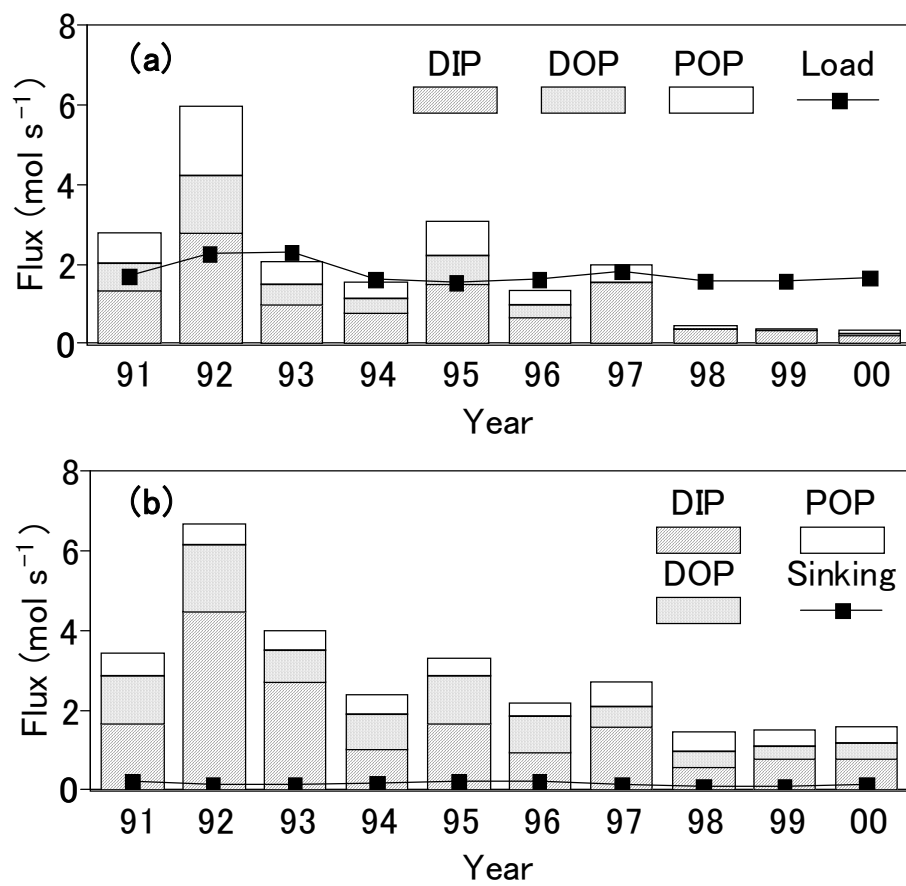 (a)
DIP DOP POP Load
8
6
4
2
0
Flux (mol s⁻¹)
91 92 93 94 95 96 97 98 99 00
Year
(b)
DIP POP
DOP Sinking
8
6
4
2
0
Flux (mol s⁻¹)
91 92 93 94 95 96 97 98 99 00
Year